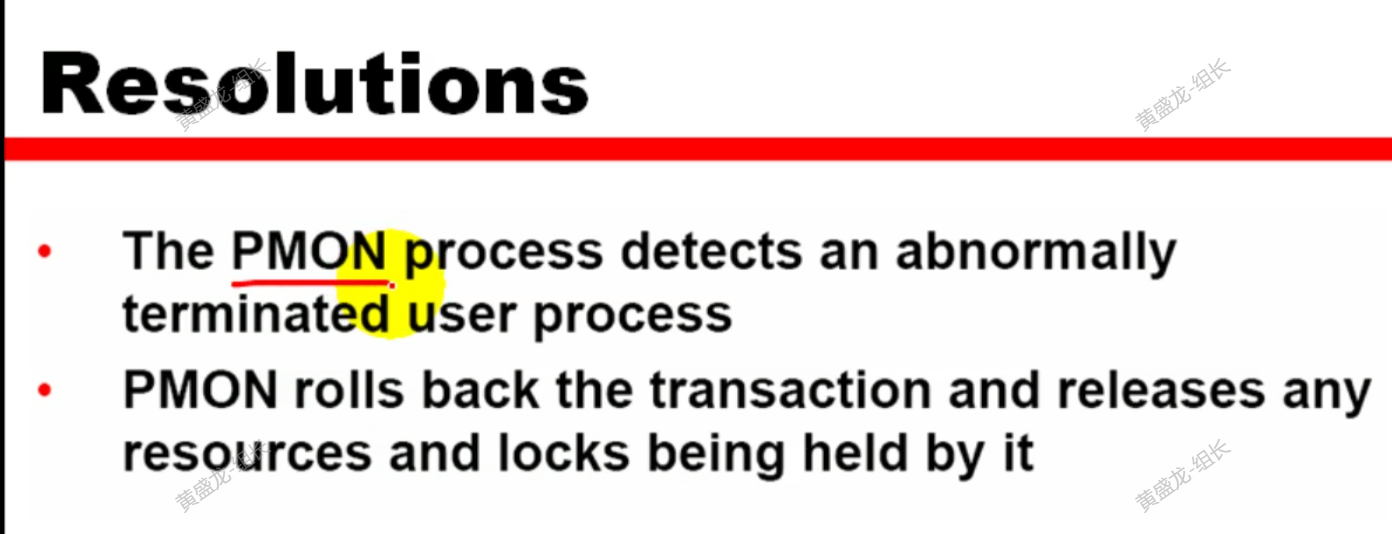 Resolutions
黄盛龙-组长
黄盛龙-组长
• The PMON process detects an abnormally
terminated user process
• PMON rolls back the transaction and releases any
resources and locks being held by it
黄盛龙-组长
黄盛龙-组长